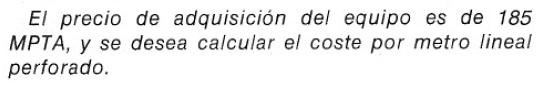 El precio de adquisición del equipo es de 185
MPTA, y se desea calcular el coste por metro lineal
perforado.